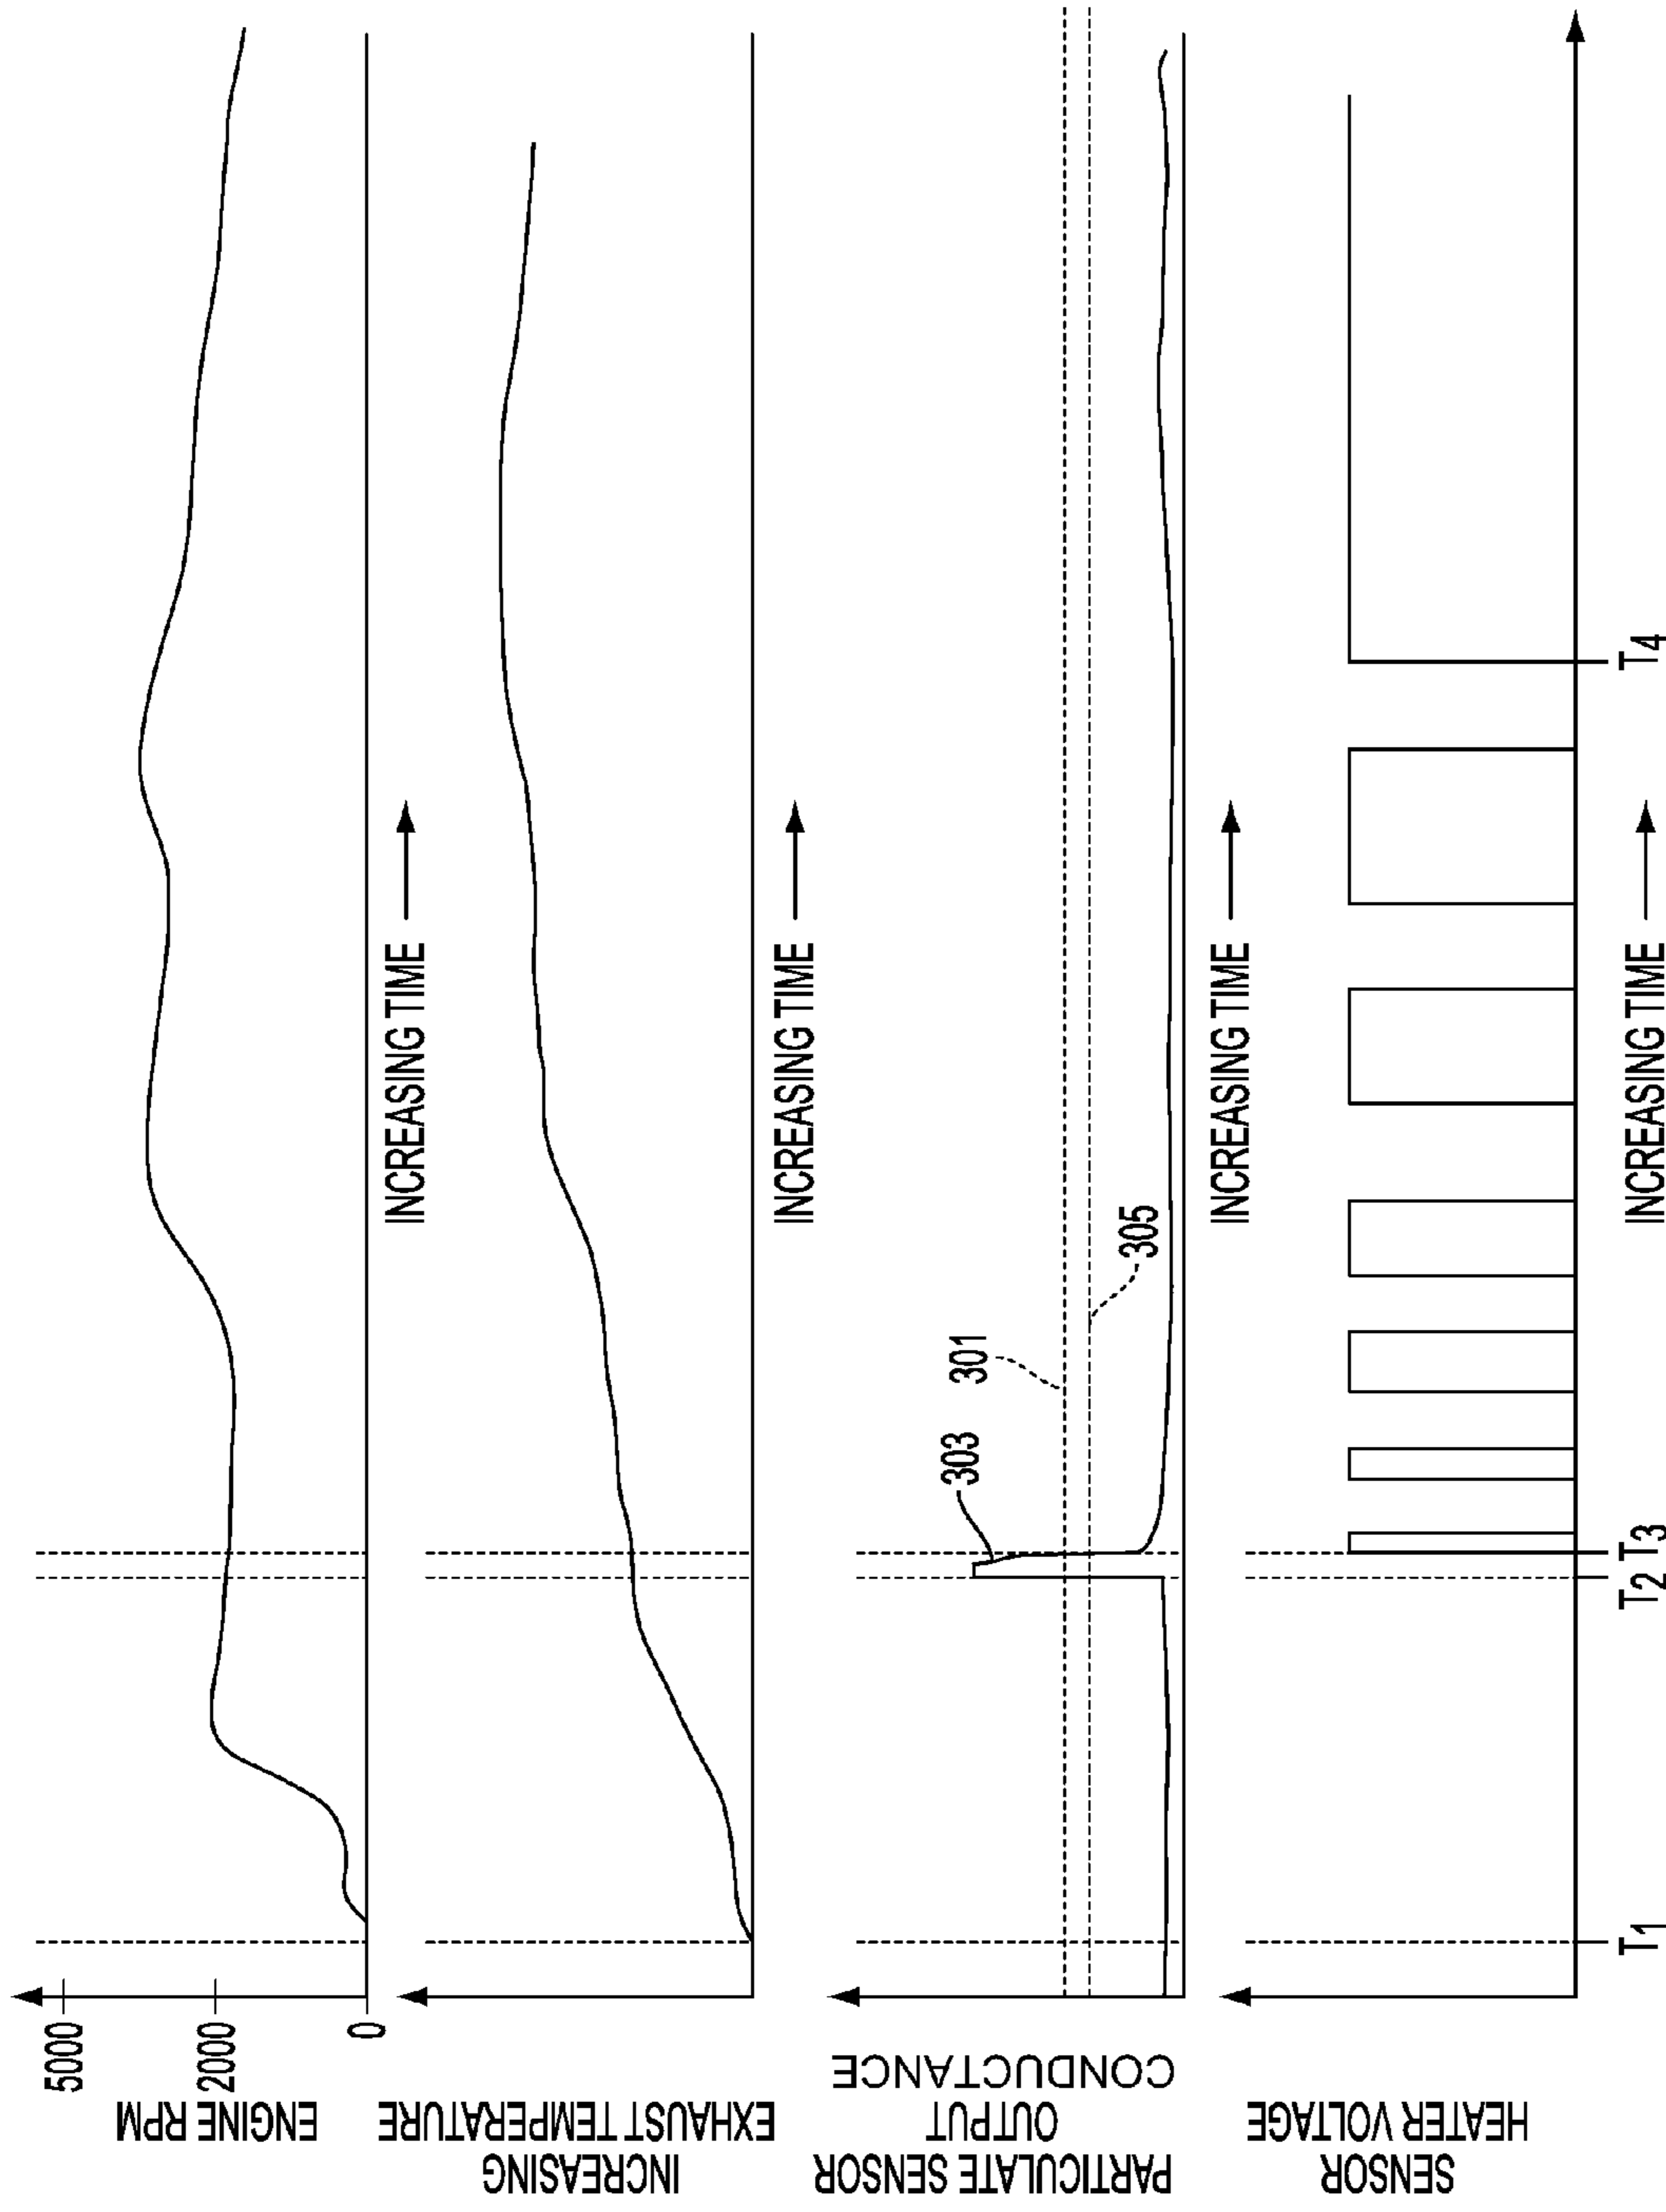 5000
2000
0
ENGINE RPM
INCREASING TIME
INCREASING
EXHAUST TEMPERATURE
INCREASING TIME
PARTICULATE SENSOR
OUTPUT
CONDUCTANCE
303
301
305
INCREASING TIME
SENSOR
HEATER VOLTAGE
T1
T2
T3
T4
INCREASING TIME